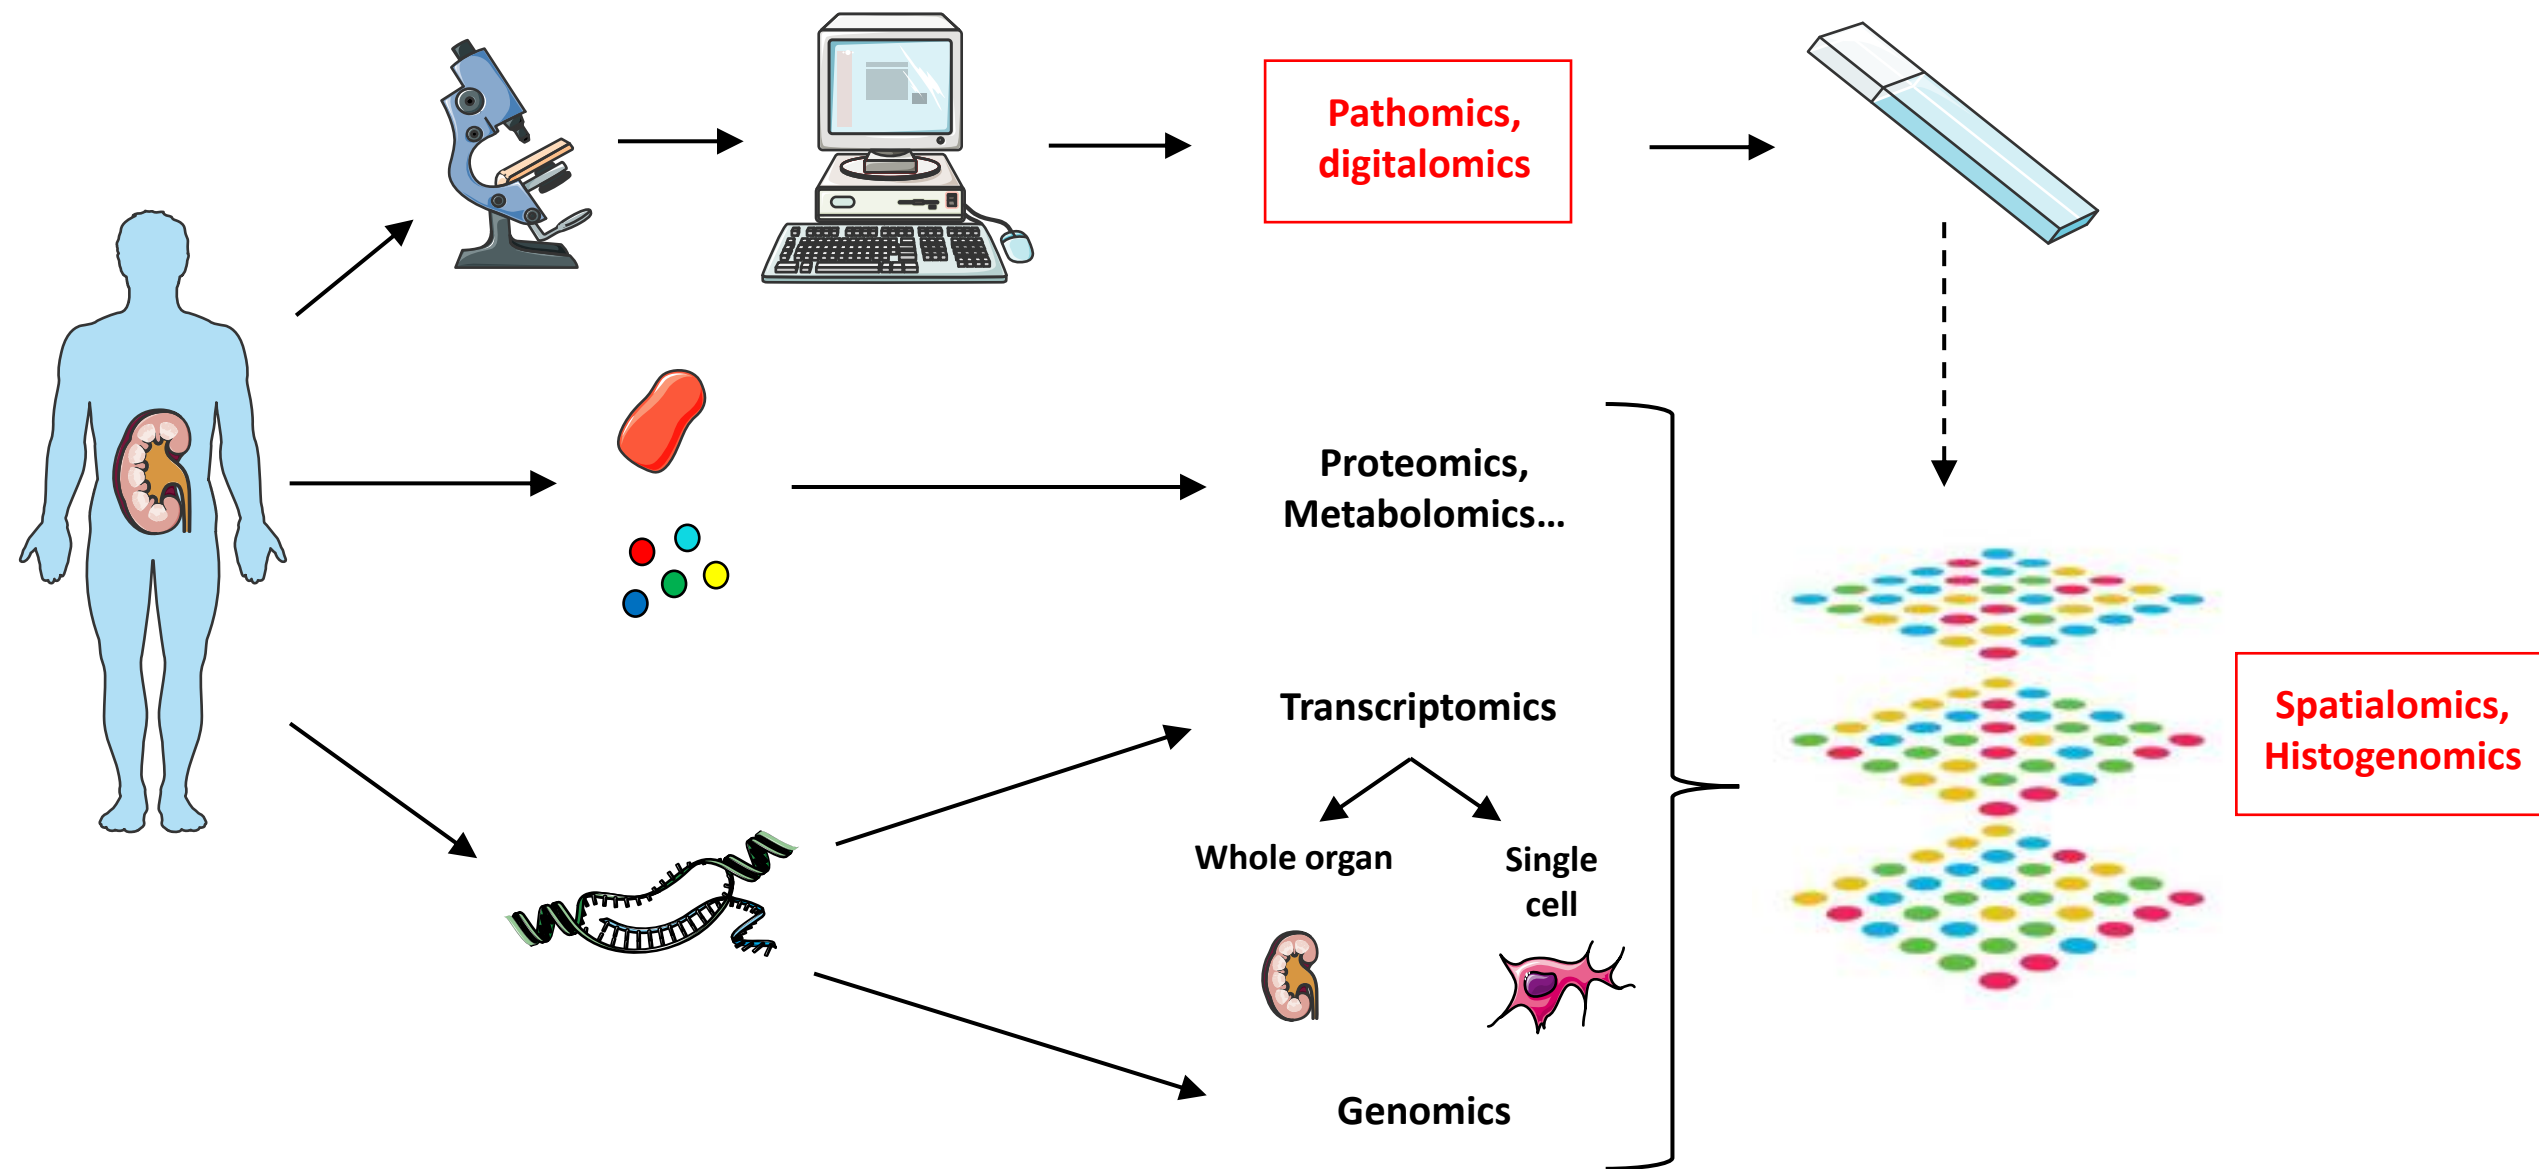 Pathomics,
digitalomics
Proteomics,
Metabolomics…
Transcriptomics
Whole organ
Single
cell
Genomics
Spatialomics,
Histogenomics